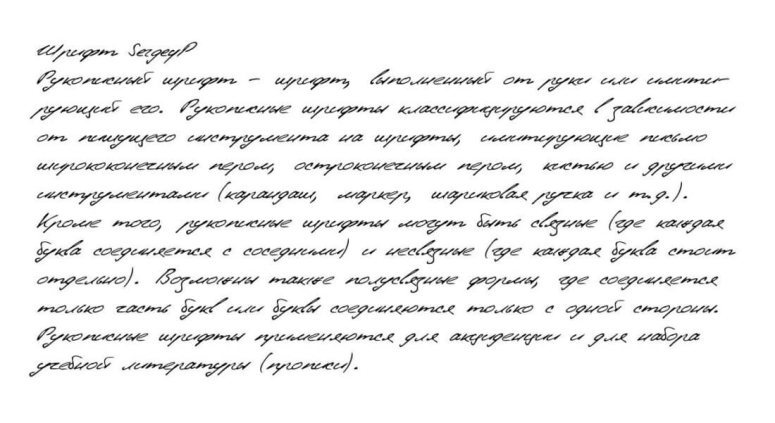 Шрифт SergeyP
Рукописный шрифт – шрифт, выполненный от руки или имити-
рующий его. Рукописные шрифты классифицируются в зависимости
от пишущего инструмента на шрифты, имитирующие письмо
ширококонечным пером, остроконечным пером, кистью и другими
инструментами (карандаш, маркер, шариковая ручка и т.д.).
Кроме того, рукописные шрифты могут быть связные (где каждая
буква соединяется с соседними) и несвязные (где каждая буква стоит
отдельно). Возможны также полусвязные формы, где соединяется
только часть букв или буквы соединяются только с одной стороны.
Рукописные шрифты применяются для акциденции и для набора
учебной литературы (прописи).